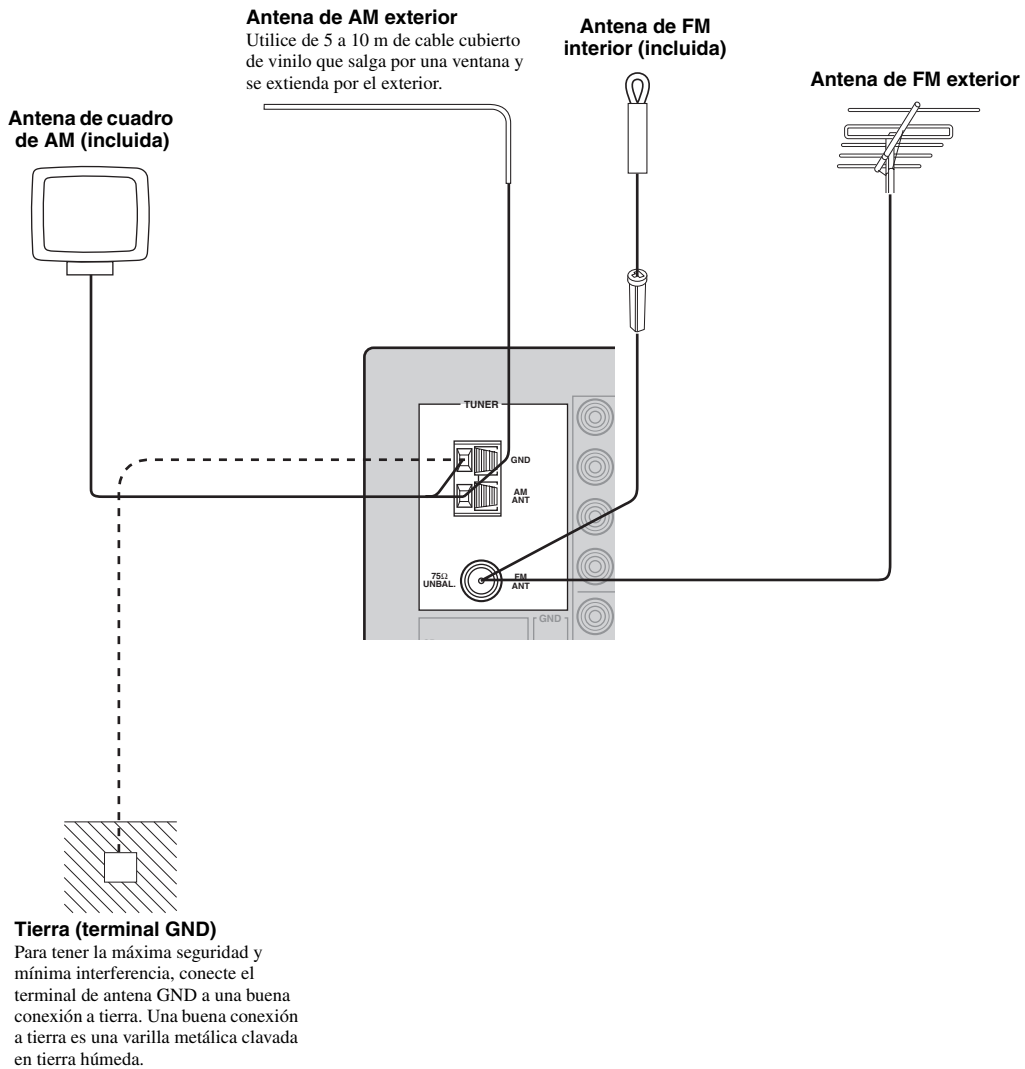 Antena de AM exterior
Utilice de 5 a 10 m de cable cubierto
de vinilo que salga por una ventana y
se extienda por el exterior.
Antena de FM
interior (incluida)
Antena de FM exterior
Antena de cuadro
de AM (incluida)
TUNER
GND
AM
ANT
75Ω
UNBAL.
FM
ANT
GND
Tierra (terminal GND)
Para tener la máxima seguridad y
mínima interferencia, conecte el
terminal de antena GND a una buena
conexión a tierra. Una buena conexión
a tierra es una varilla metálica clavada
en tierra húmeda.